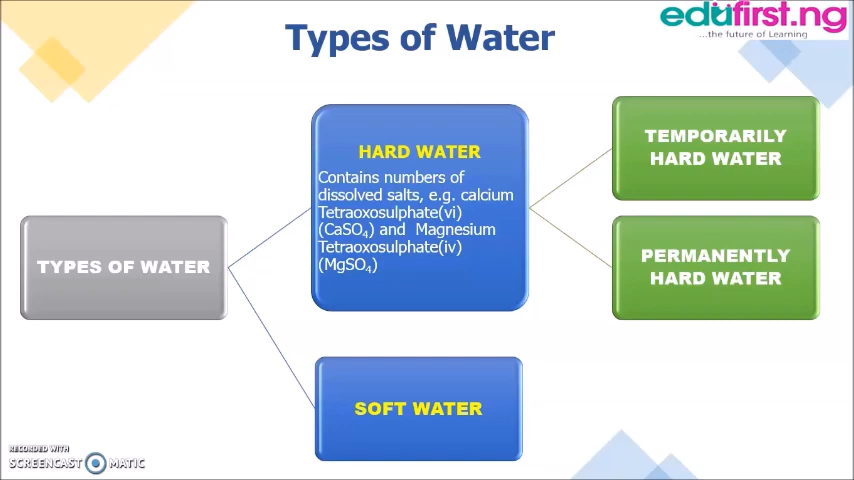 edufirst.ng
...the future of Learning
Types of Water
TYPES OF WATER
HARD WATER
Contains numbers of
dissolved salts, e.g. calcium
Tetraoxosulphate(vi)
(CaSO₄) and Magnesium
Tetraoxosulphate(iv)
(MgSO₄)
SOFT WATER
TEMPORARILY
HARD WATER
PERMANENTLY
HARD WATER
RECORDED WITH
SCREENCAST MATIC